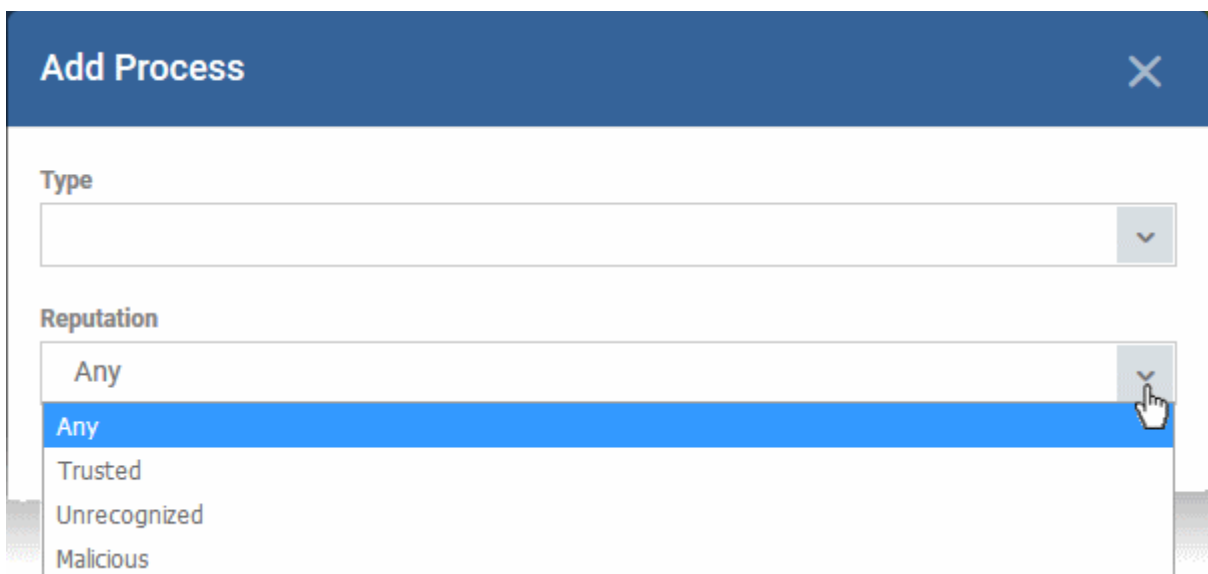 Add Process
Type
Reputation
Any
Any
Trusted
Unrecognized
Malicious